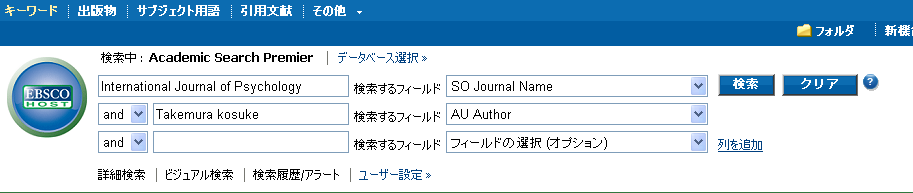 キーワード 出版物 サブジェクト用語 引用文献 その他
フォルダ 新機
検索中 : Academic Search Premier データベース選択 »
International Journal of Psychology 検索するフィールド SO Journal Name 検索 クリア ?
EBSCO
HOST
and Takemura kosuke 検索するフィールド AU Author
and 検索するフィールド フィールドの選択 (オプション) 列を追加
詳細検索 ビジュアル検索 検索履歴/アラート ユーザー設定 »